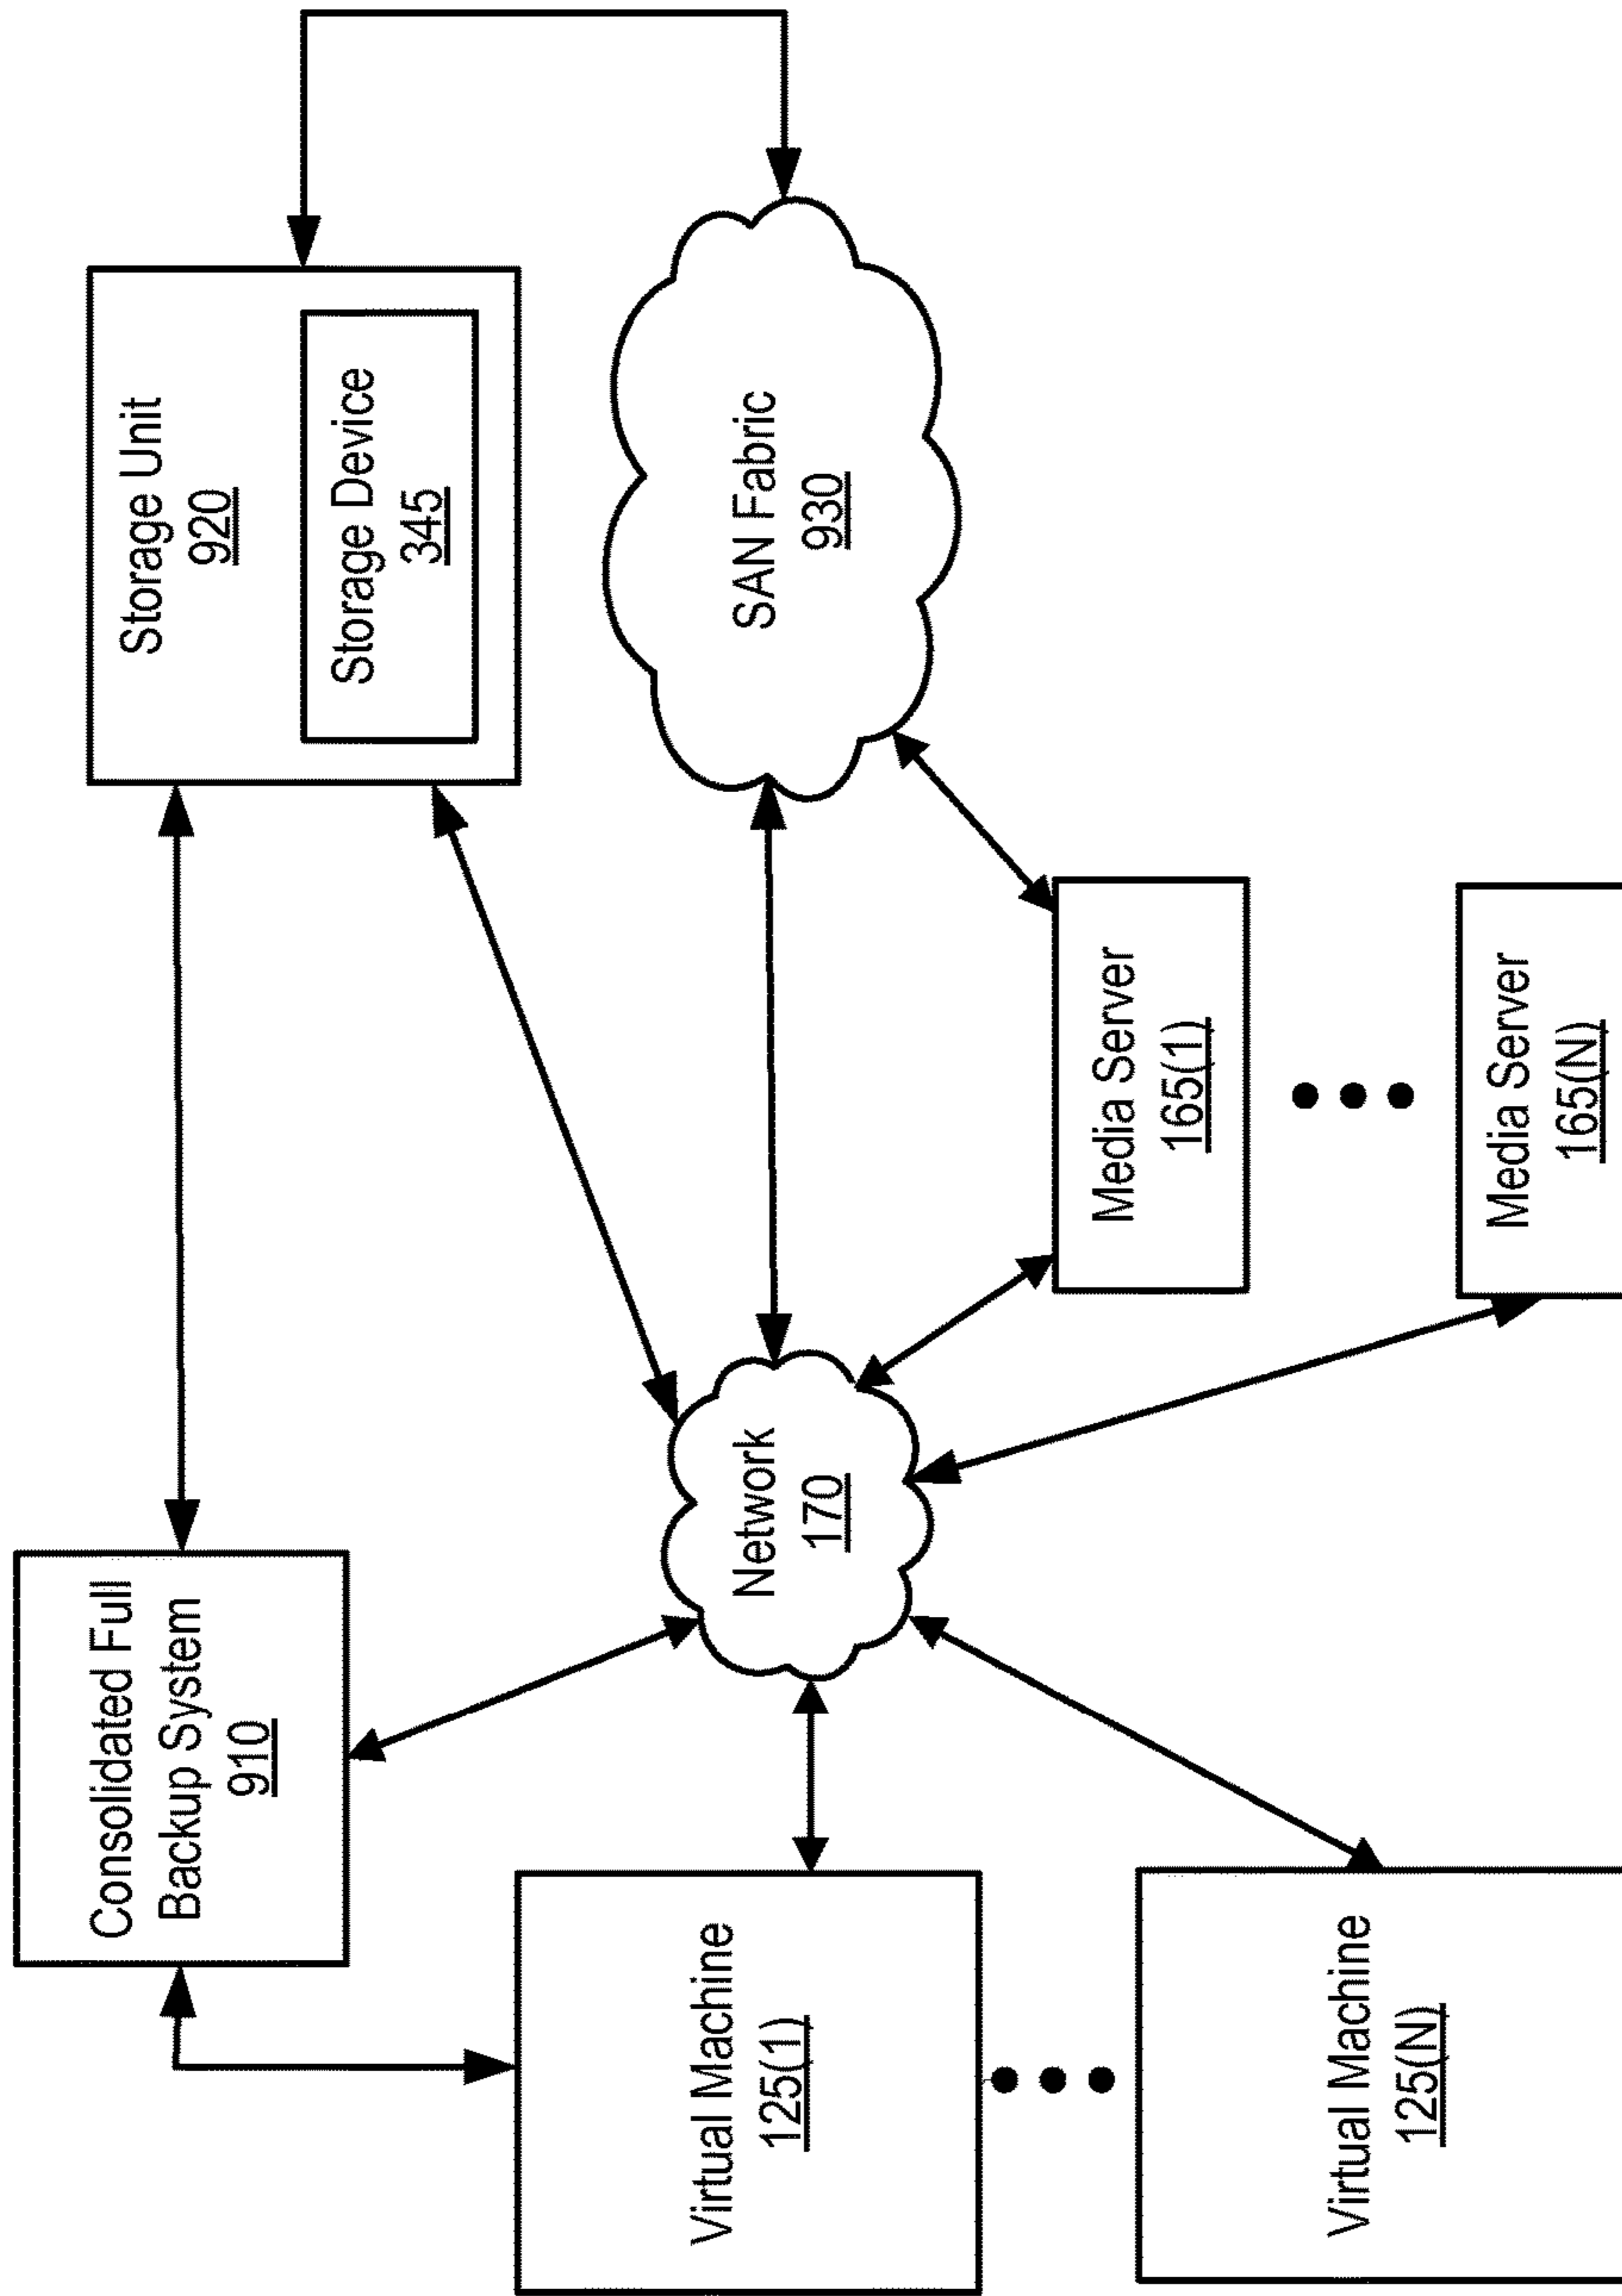 Consolidated Full
Backup System
910
Storage Unit
920
Storage Device
345
Virtual Machine
125(1)
Network
170
SAN Fabric
930
Media Server
165(1)
Virtual Machine
125(N)
Media Server
165(N)